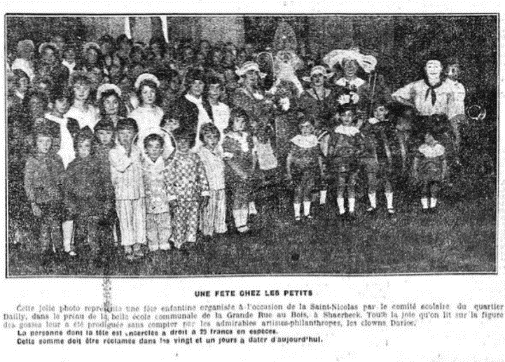 UNE FETE CHEZ LES PETITS
Cette jolie photo représente une fête enfantine organisée à l'occasion de la Saint-Nicolas par le comité scolaire du quartier
Dailly, dans le préau de la belle école communale de la Grande Rue au Bois, à Shaerbeek. Toute la joie qu'on lit sur la figure
des gosses leur a été prodiguée sans compter par les admirables artistes-philanthropes, les clowns Darios.
La personne dont la tête est encerclée a droit à francs en espèces.
Cette somme doit être réclamée dans les vingt et un jours à dater d'aujourd'hui.